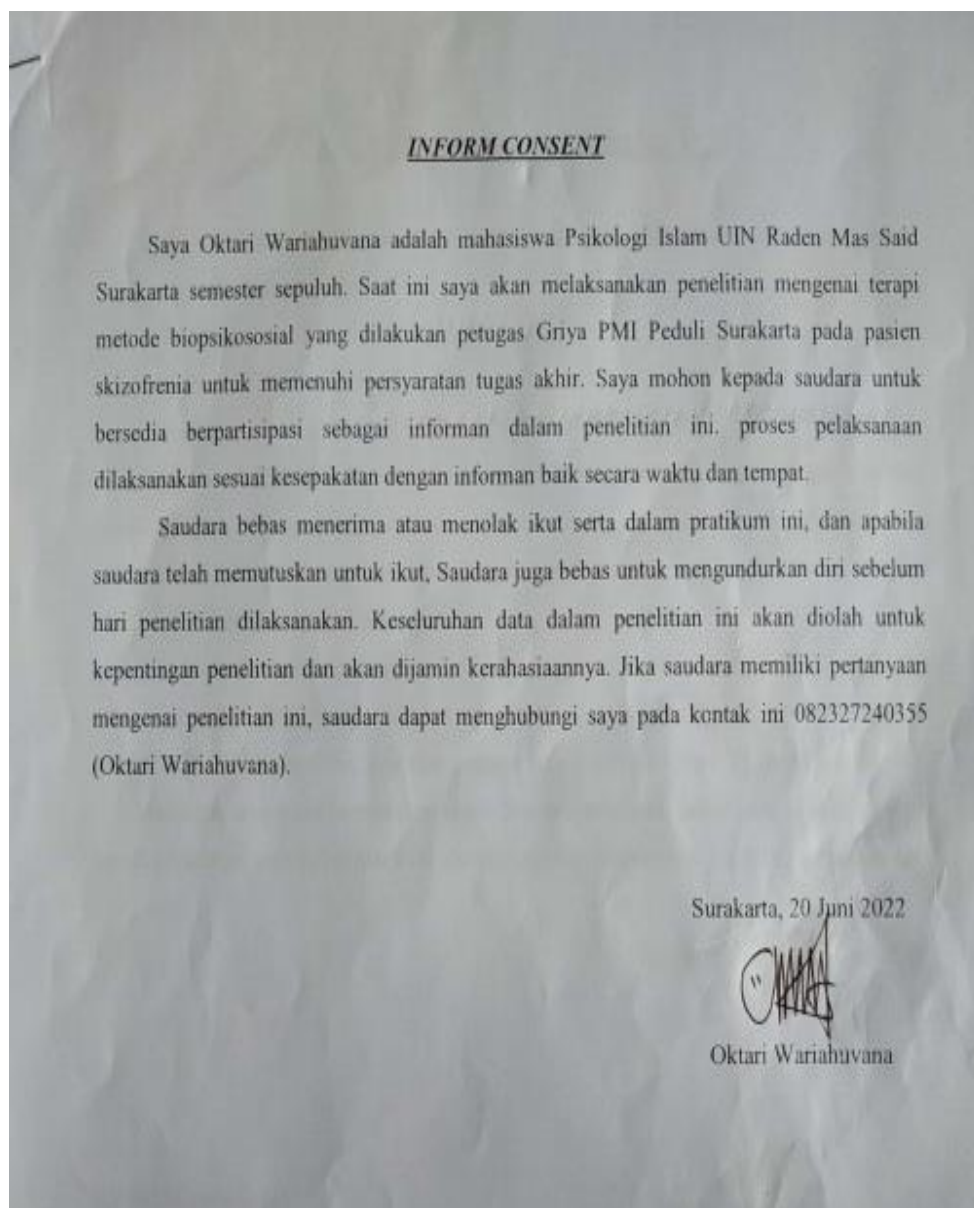 INFORM CONSENT
Saya Oktari Wariahuvana adalah mahasiswa Psikologi Islam UIN Raden Mas Said
Surakarta semester sepuluh. Saat ini saya akan melaksanakan penelitian mengenai terapi
metode biopsikososial yang dilakukan petugas Griya PMI Peduli Surakarta pada pasien
skizofrenia untuk memenuhi persyaratan tugas akhir. Saya mohon kepada saudara untuk
bersedia berpartisipasi sebagai informan dalam penelitian ini. proses pelaksanaan
dilaksanakan sesuai kesepakatan dengan informan baik secara waktu dan tempat.
Saudara bebas menerima atau menolak ikut serta dalam pratikum ini, dan apabila
saudara telah memutuskan untuk ikut, Saudara juga bebas untuk mengundurkan diri sebelum
hari penelitian dilaksanakan. Keseluruhan data dalam penelitian ini akan diolah untuk
kepentingan penelitian dan akan dijamin kerahasiaannya. Jika saudara memiliki pertanyaan
mengenai penelitian ini, saudara dapat menghubungi saya pada kontak ini 082327240355
(Oktari Wariahuvana).
Surakarta, 20 Juni 2022
Oktari Wariahuvana